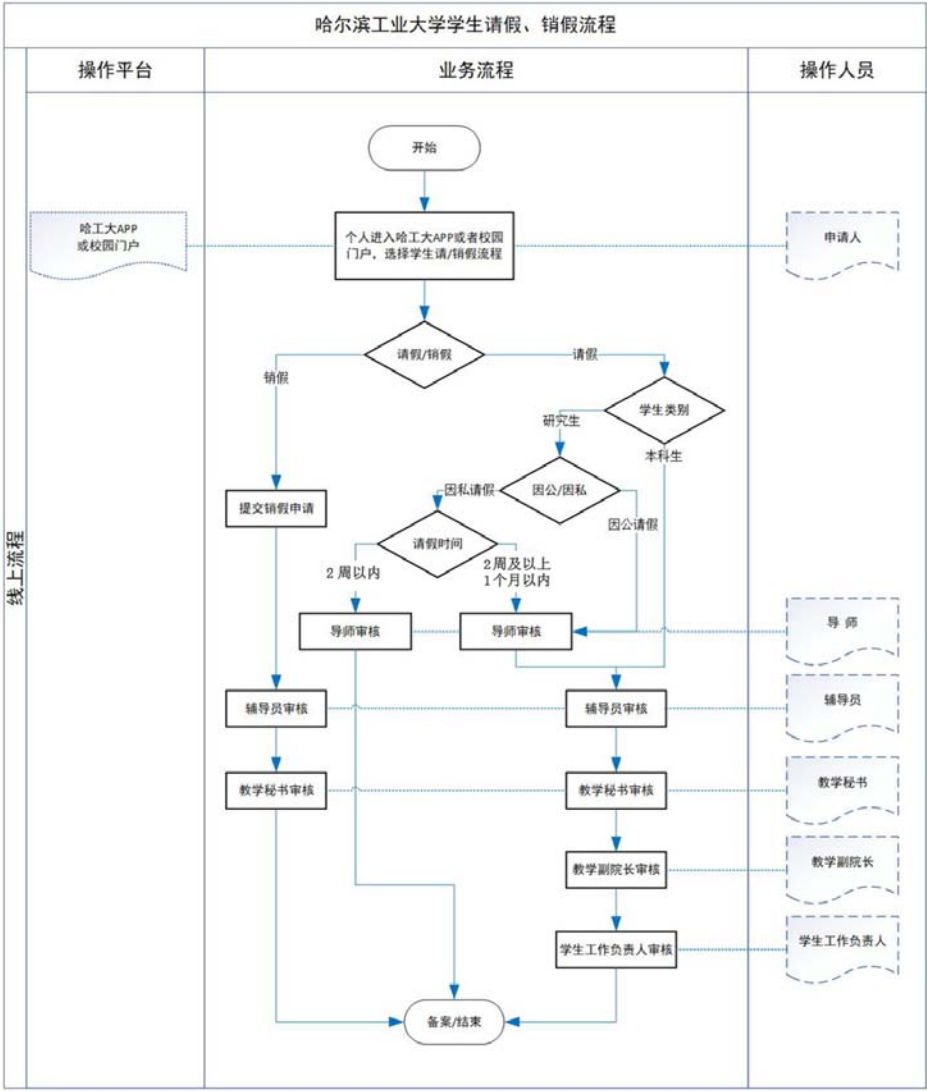 哈尔滨工业大学学生请假、销假流程
操作平台
业务流程
操作人员
线上流程
开始
哈工大APP
或校园门户
个人进入哈工大APP或者校园
门户，选择学生请/销假流程
申请人
请假/销假
请假
销假
学生类别
研究生
本科生
因公/因私
因私请假
因公请假
提交销假申请
请假时间
2 周以内
2周及以上
1个月以内
导师审核
导师审核
导 师
辅导员审核
辅导员审核
辅导员
教学秘书审核
教学秘书审核
教学秘书
教学副院长审核
教学副院长
学生工作负责人审核
学生工作负责人
备案/结束